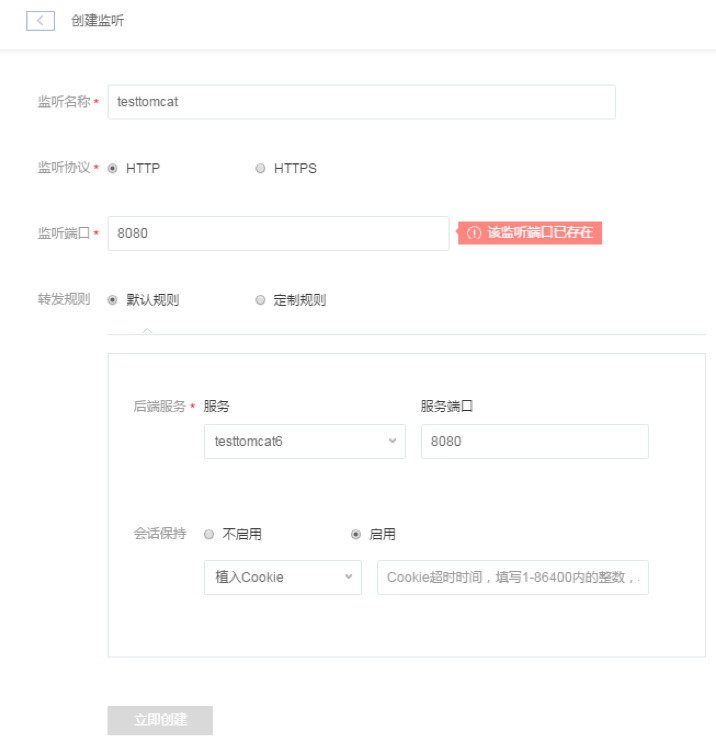 创建监听
监听名称 * testtomcat
监听协议 * HTTP HTTPS
监听端口 * 8080 该监听端口已存在
转发规则 默认规则 定制规则
后端服务 * 服务 服务端口
testtomcat6 8080
会话保持 不启用 启用
植入Cookie Cookie超时时间，填写1-86400内的整数，
立即创建